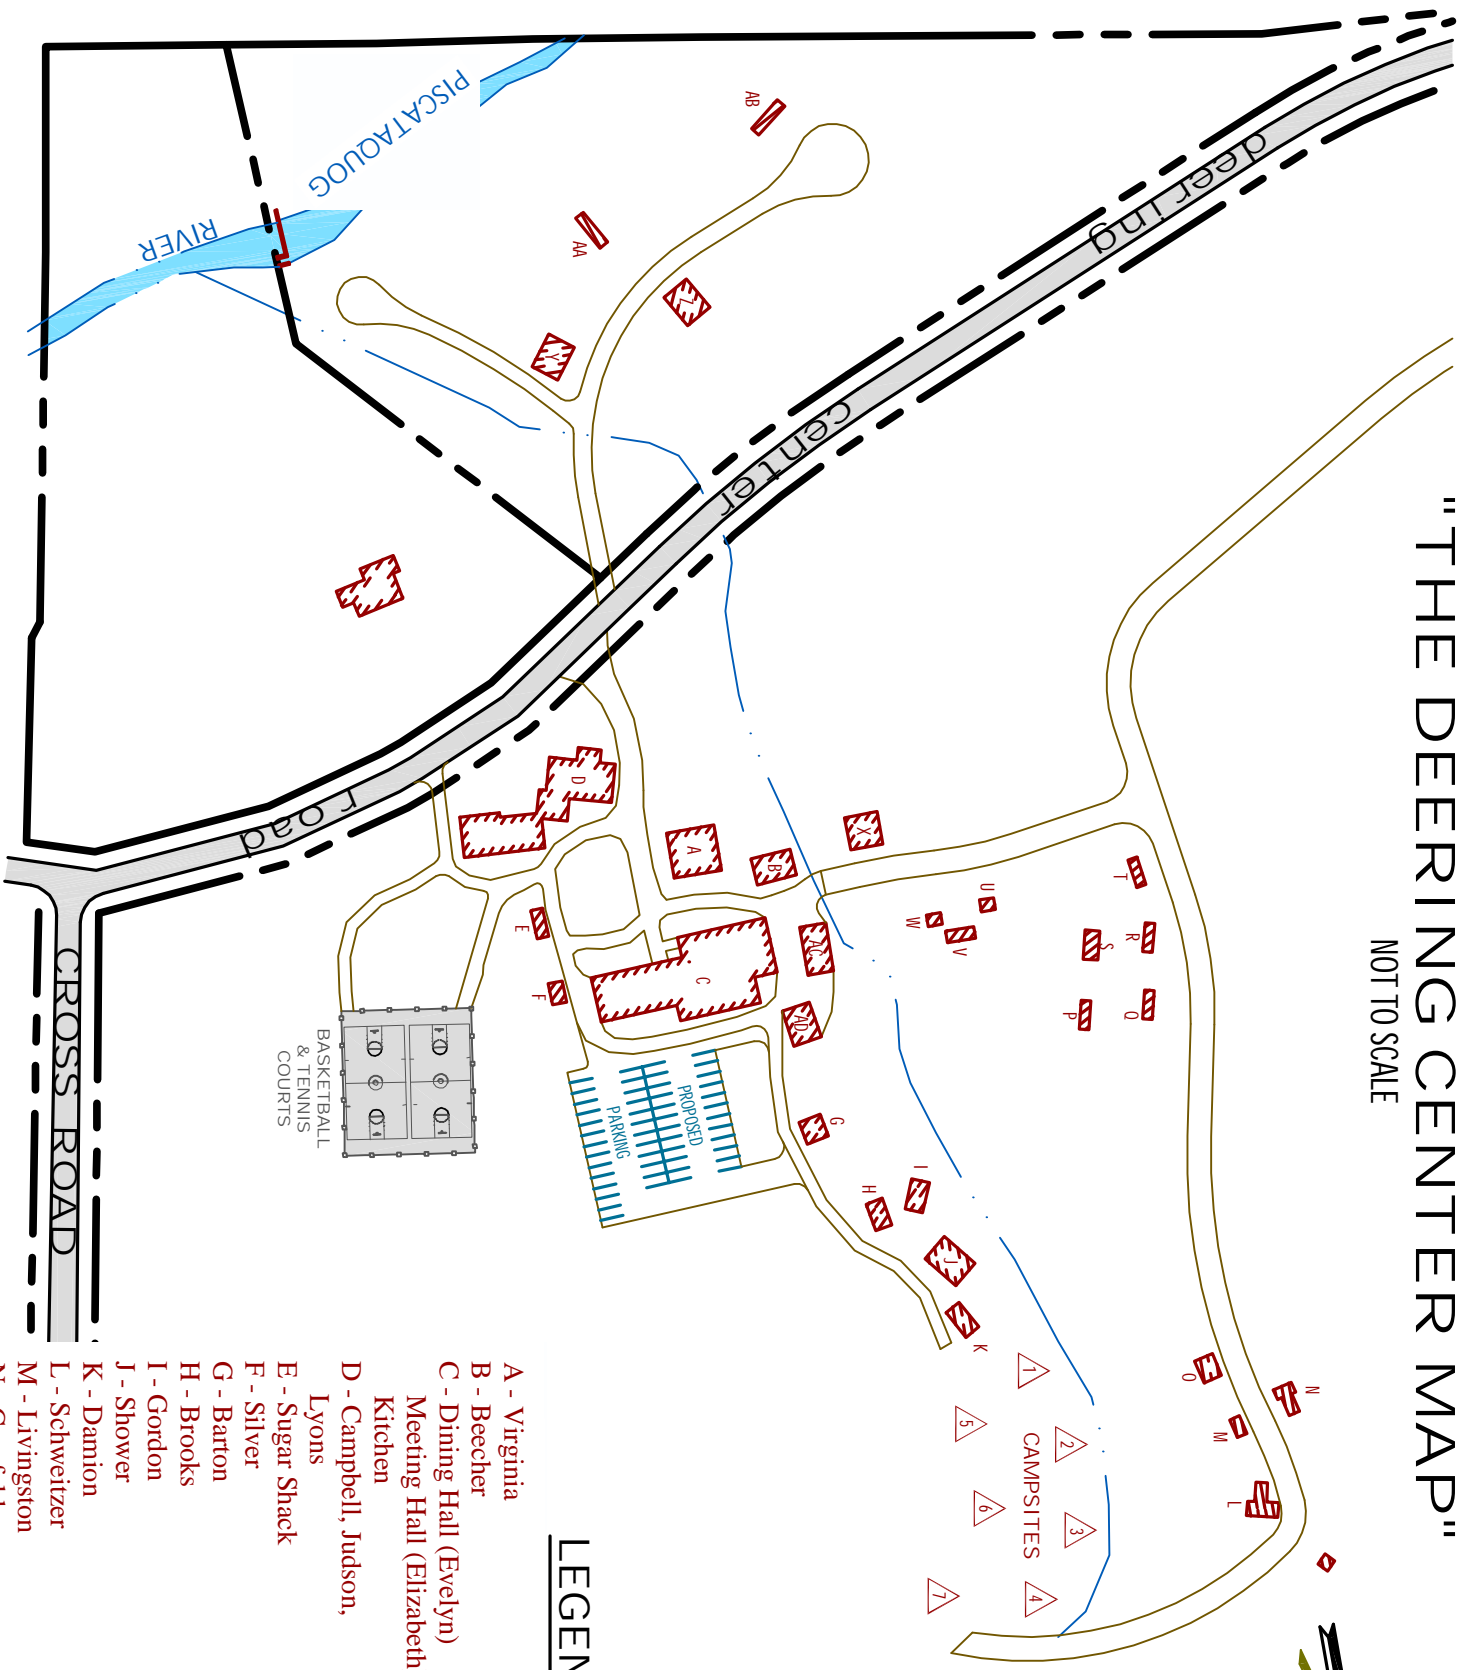 "THE DEERING CENTER MAP"
NOT TO SCALE
deering
center
road
CROSS ROAD
PISCATAQUOG
RIVER
AB
AA
Z
Y
X
A
B
C
D
E
F
AC
AD
G
H
I
J
K
L
M
N
O
P
Q
R
S
T
U
V
W
BASKETBALL
& TENNIS
COURTS
PROPOSED
PARKING
CAMPSITES
1
2
3
4
5
6
7
LEGEN
A - Virginia
B - Beecher
C - Dining Hall (Evelyn)
Meeting Hall (Elizabeth
Kitchen
D - Campbell, Judson,
Lyons
E - Sugar Shack
F - Silver
G - Barton
H - Brooks
I - Gordon
J - Shower
K - Damion
L - Schweitzer
M - Livingston